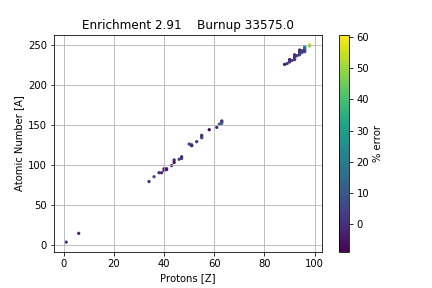 Enrichment 2.91 Burnup 33575.0
Atomic Number [A]
250
200
150
100
50
0
0 20 40 60 80 100
Protons [Z]
60
50
40
30
20
10
0
% error